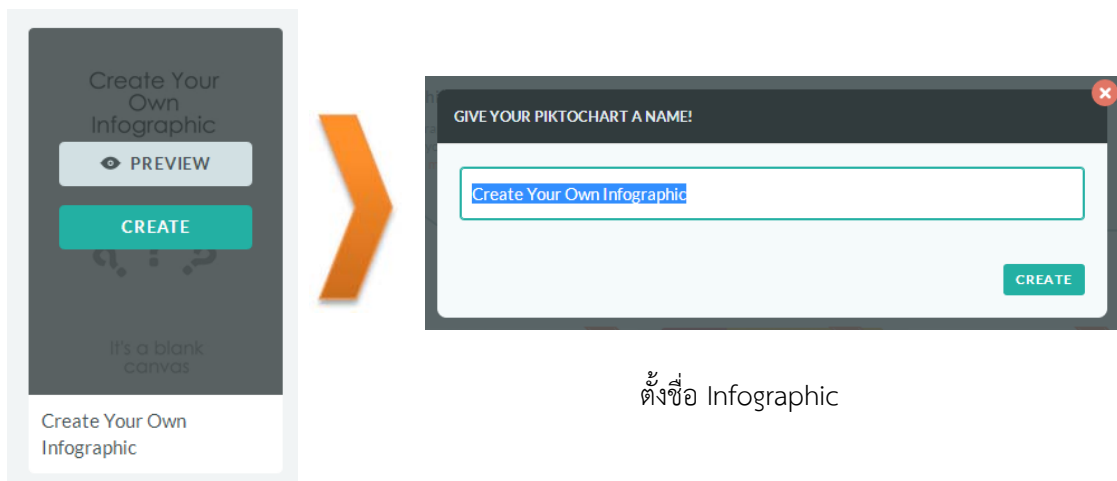 Create Your
Own
Infographic
PREVIEW
CREATE
It's a blank
canvas
Create Your Own
Infographic
GIVE YOUR PIKTOCHART A NAME!
Create Your Own Infographic
CREATE
ตั้งชื่อ Infographic